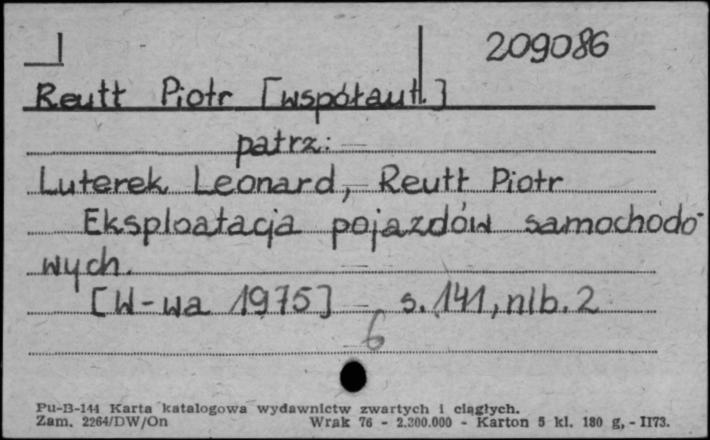 209086
Reutt Piotr [współaut.]
patrz:
Luterek Leonard, Reutt Piotr
Eksploatacja pojazdów samochodo-
wych.
[W-wa 1975] s. 141, nlb. 2
6
Pu-B-144 Karta katalogowa wydawnictw zwartych i ciągłych.
Zam. 2264/DW/On Wrak 76 - 2.300.000 - Karton 5 kl. 180 g, - II73.